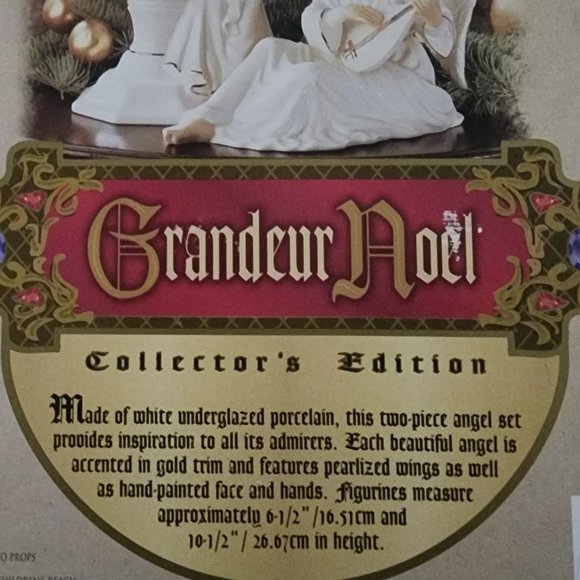 Grandeur Noël
Collector's Edition
Made of white underglazed porcelain, this two-piece angel set
provides inspiration to all its admirers. Each beautiful angel is
accented in gold trim and features pearlized wings as well
as hand-painted face and hands. Figurines measure
approximately 6-1/2" /16.51cm and
10-1/2" / 26.67cm in height.
O PROPS